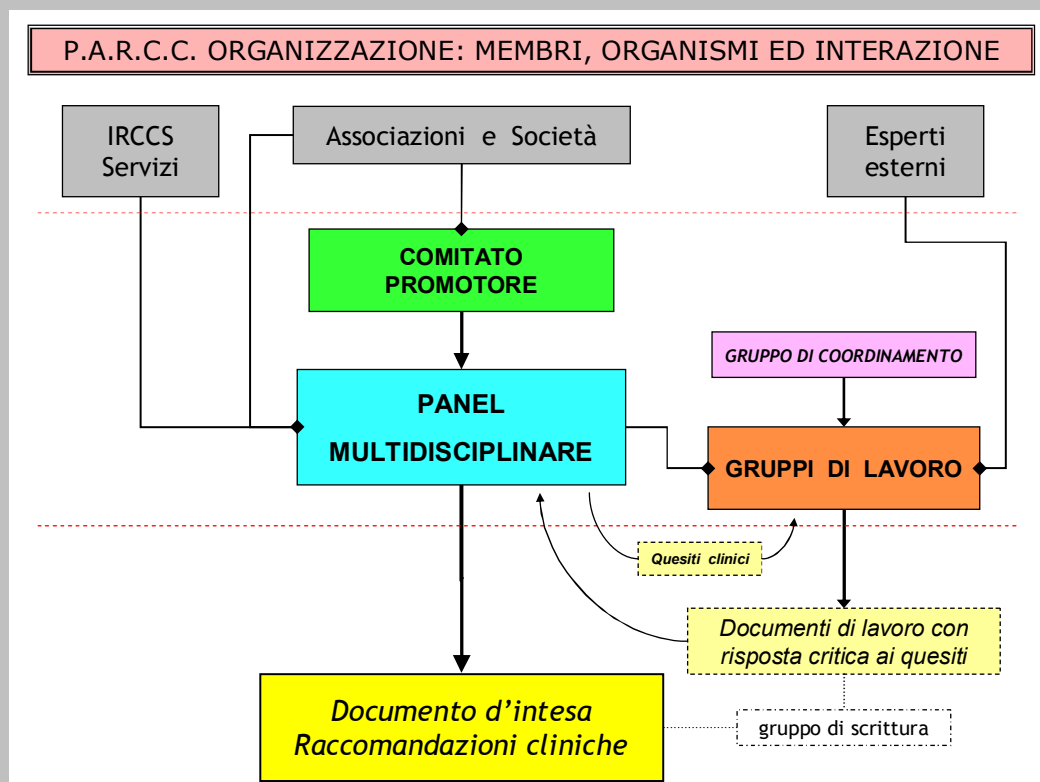 P.A.R.C.C. ORGANIZZAZIONE: MEMBRI, ORGANISMI ED INTERAZIONE
IRCCS
Servizi
Associazioni e Società
Esperti
esterni
COMITATO
PROMOTORE
GRUPPO DI COORDINAMENTO
PANEL
MULTIDISCIPLINARE
GRUPPI DI LAVORO
Quesiti clinici
Documenti di lavoro con
risposta critica ai quesiti
Documento d'intesa
Raccomandazioni cliniche
gruppo di scrittura